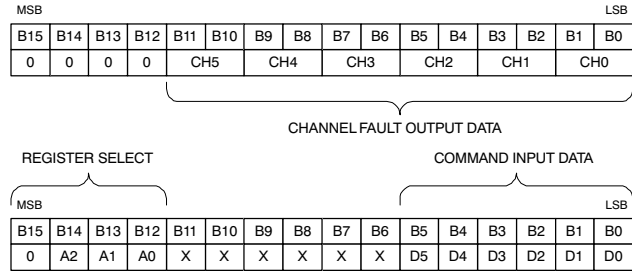 MSB LSB
B15 B14 B13 B12 B11 B10 B9 B8 B7 B6 B5 B4 B3 B2 B1 B0
0 0 0 0 CH5 CH4 CH3 CH2 CH1 CH0
CHANNEL FAULT OUTPUT DATA
REGISTER SELECT COMMAND INPUT DATA
MSB LSB
B15 B14 B13 B12 B11 B10 B9 B8 B7 B6 B5 B4 B3 B2 B1 B0
0 A2 A1 A0 X X X X X X D5 D4 D3 D2 D1 D0